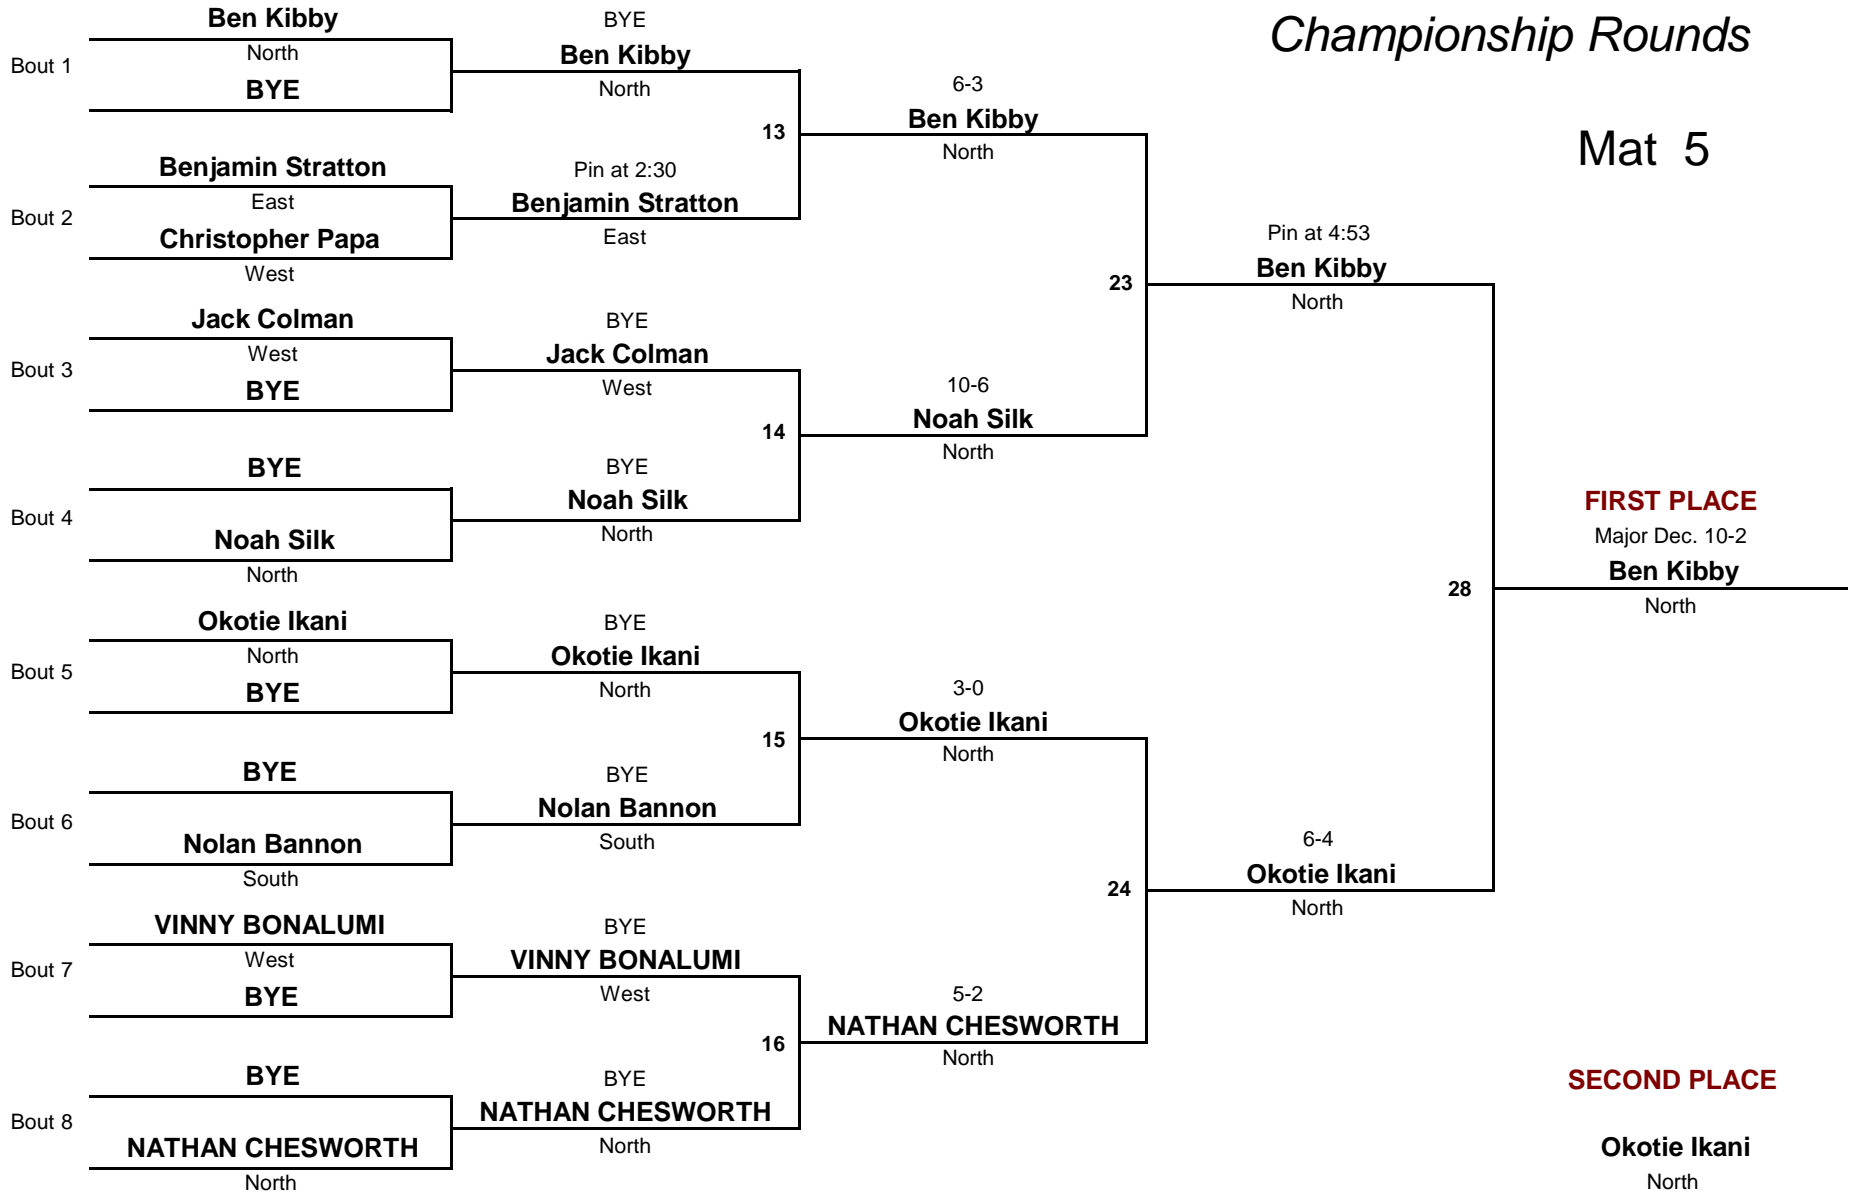 Championship Rounds
Mat 5
Bout 1
Ben Kibby
North
BYE
Bout 2
Benjamin Stratton
East
Christopher Papa
West
Bout 3
Jack Colman
West
BYE
Bout 4
BYE
Noah Silk
North
Bout 5
Okotie Ikani
North
BYE
Bout 6
BYE
Nolan Bannon
South
Bout 7
VINNY BONALUMI
West
BYE
Bout 8
BYE
NATHAN CHESWORTH
North
BYE
Ben Kibby
North
13
Pin at 2:30
Benjamin Stratton
East
BYE
Jack Colman
West
14
BYE
Noah Silk
North
BYE
Okotie Ikani
North
15
BYE
Nolan Bannon
South
BYE
VINNY BONALUMI
West
16
BYE
NATHAN CHESWORTH
North
6-3
Ben Kibby
North
23
10-6
Noah Silk
North
3-0
Okotie Ikani
North
24
5-2
NATHAN CHESWORTH
North
Pin at 4:53
Ben Kibby
North
28
6-4
Okotie Ikani
North
FIRST PLACE
Major Dec. 10-2
Ben Kibby
North
SECOND PLACE
Okotie Ikani
North